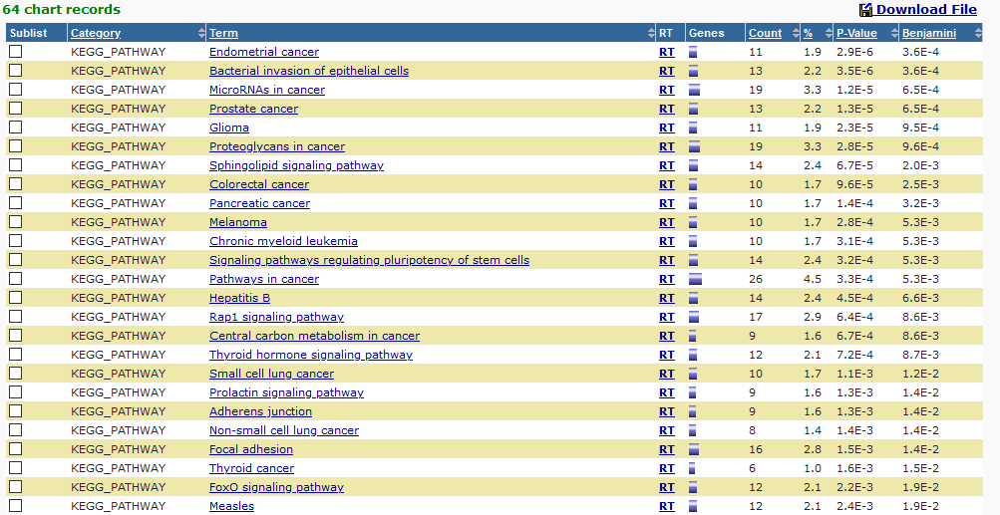 64 chart records Download File
Sublist Category Term RT Genes Count % P-Value Benjamini
KEGG_PATHWAY Endometrial cancer RT 11 1.9 2.9E-6 3.6E-4
KEGG_PATHWAY Bacterial invasion of epithelial cells RT 13 2.2 3.5E-6 3.6E-4
KEGG_PATHWAY MicroRNAs in cancer RT 19 3.3 1.2E-5 6.5E-4
KEGG_PATHWAY Prostate cancer RT 13 2.2 1.3E-5 6.5E-4
KEGG_PATHWAY Glioma RT 11 1.9 2.3E-5 9.5E-4
KEGG_PATHWAY Proteoglycans in cancer RT 19 3.3 2.8E-5 9.6E-4
KEGG_PATHWAY Sphingolipid signaling pathway RT 14 2.4 6.7E-5 2.0E-3
KEGG_PATHWAY Colorectal cancer RT 10 1.7 9.6E-5 2.5E-3
KEGG_PATHWAY Pancreatic cancer RT 10 1.7 1.4E-4 3.2E-3
KEGG_PATHWAY Melanoma RT 10 1.7 2.8E-4 5.3E-3
KEGG_PATHWAY Chronic myeloid leukemia RT 10 1.7 3.1E-4 5.3E-3
KEGG_PATHWAY Signaling pathways regulating pluripotency of stem cells RT 14 2.4 3.2E-4 5.3E-3
KEGG_PATHWAY Pathways in cancer RT 26 4.5 3.3E-4 5.3E-3
KEGG_PATHWAY Hepatitis B RT 14 2.4 4.5E-4 6.6E-3
KEGG_PATHWAY Rap1 signaling pathway RT 17 2.9 6.4E-4 8.6E-3
KEGG_PATHWAY Central carbon metabolism in cancer RT 9 1.6 6.7E-4 8.6E-3
KEGG_PATHWAY Thyroid hormone signaling pathway RT 12 2.1 7.2E-4 8.7E-3
KEGG_PATHWAY Small cell lung cancer RT 10 1.7 1.1E-3 1.2E-2
KEGG_PATHWAY Prolactin signaling pathway RT 9 1.6 1.3E-3 1.4E-2
KEGG_PATHWAY Adherens junction RT 9 1.6 1.3E-3 1.4E-2
KEGG_PATHWAY Non-small cell lung cancer RT 8 1.4 1.4E-3 1.4E-2
KEGG_PATHWAY Focal adhesion RT 16 2.8 1.5E-3 1.4E-2
KEGG_PATHWAY Thyroid cancer RT 6 1.0 1.6E-3 1.5E-2
KEGG_PATHWAY FoxO signaling pathway RT 12 2.1 2.2E-3 1.9E-2
KEGG_PATHWAY Measles RT 12 2.1 2.4E-3 1.9E-2